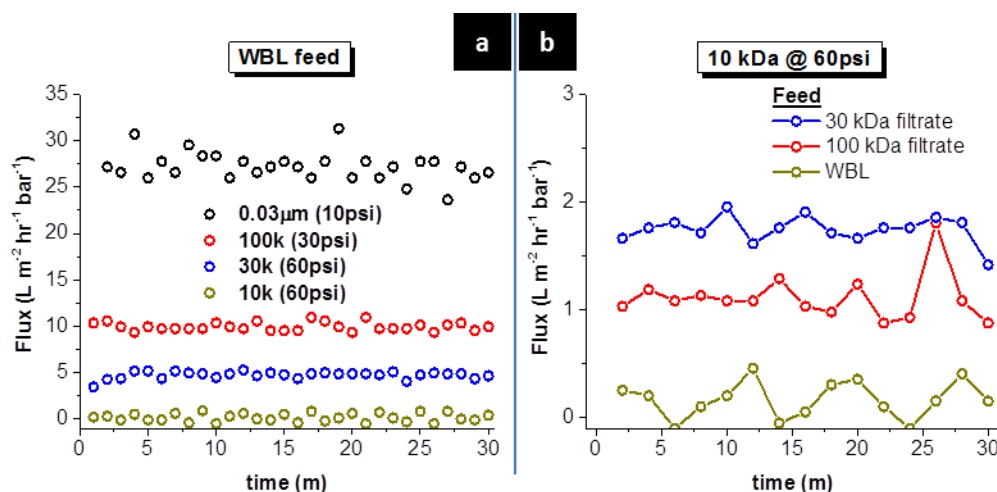 WBL feed
a
35
30
25
20
15
10
5
0
Flux (L m⁻² hr⁻¹ bar⁻¹)
0.03µm (10psi)
100k (30psi)
30k (60psi)
10k (60psi)
0 5 10 15 20 25 30
time (m)
b
10 kDa @ 60psi
3
2
1
0
Flux (L m⁻² hr⁻¹ bar⁻¹)
Feed
30 kDa filtrate
100 kDa filtrate
WBL
0 5 10 15 20 25 30
time (m)